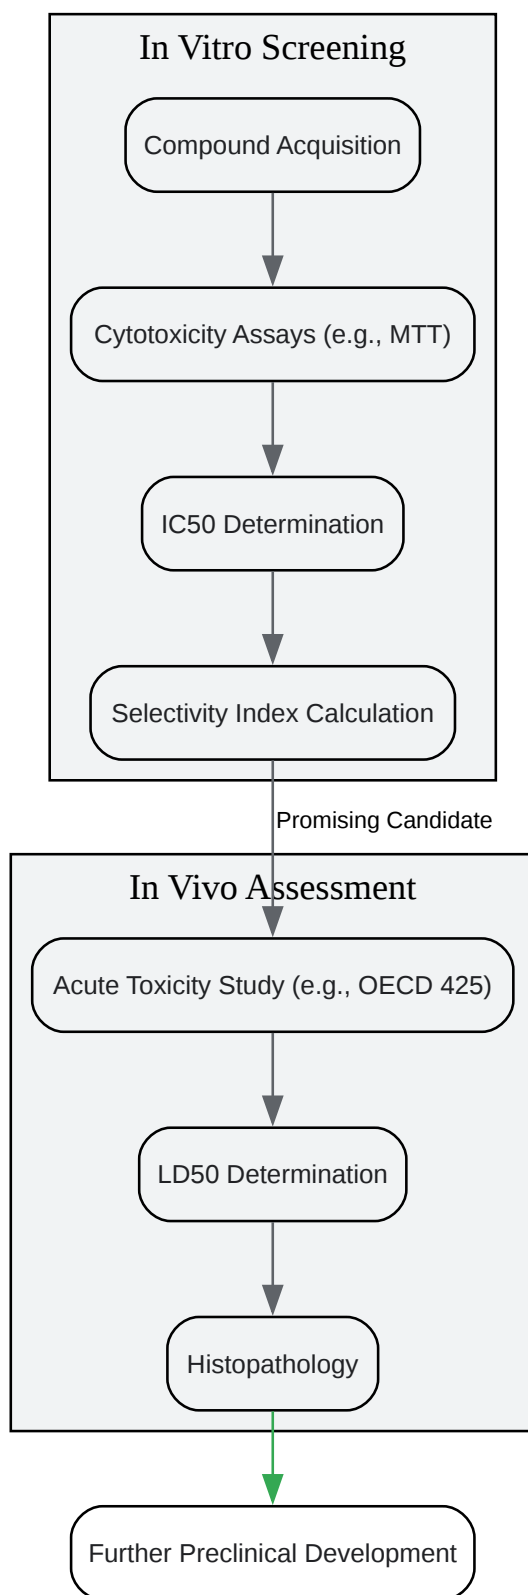 In Vitro Screening
Compound Acquisition
Cytotoxicity Assays (e.g., MTT)
IC50 Determination
Selectivity Index Calculation
Promising Candidate
In Vivo Assessment
Acute Toxicity Study (e.g., OECD 425)
LD50 Determination
Histopathology
Further Preclinical Development